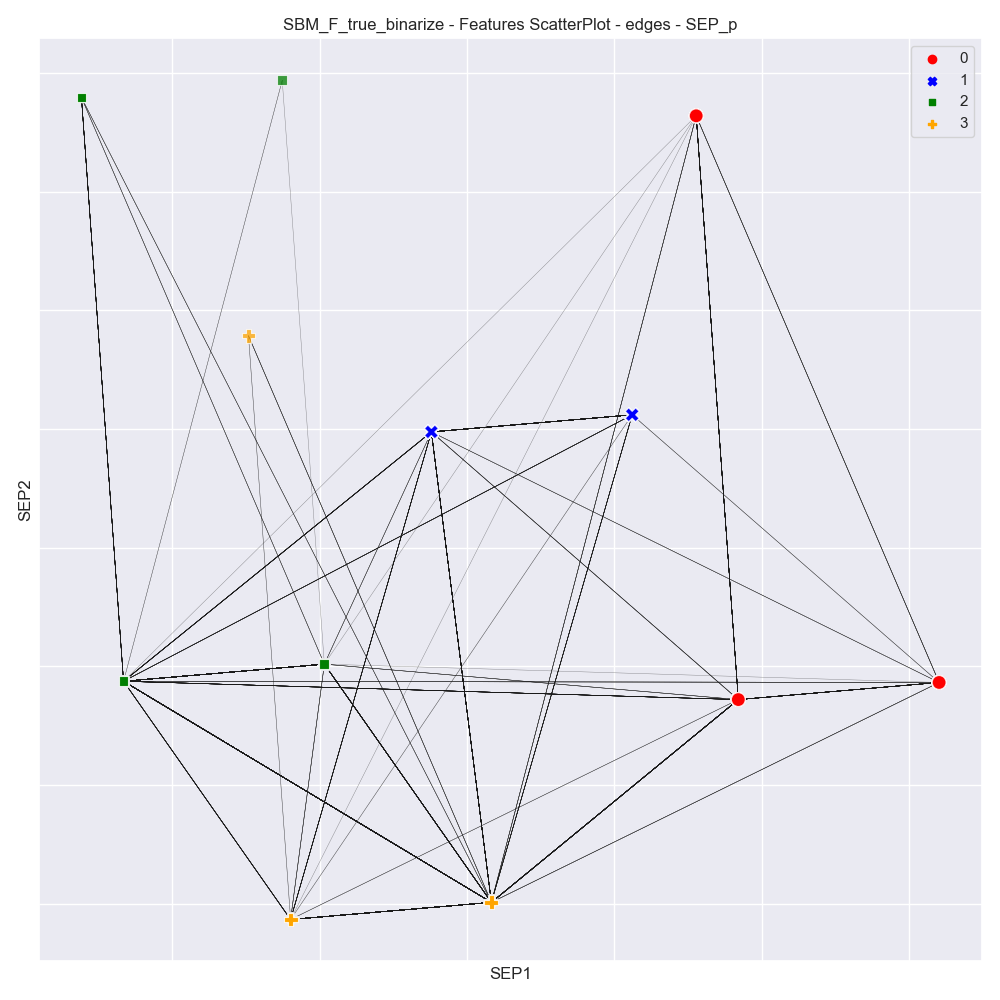 SBM_F_true_binarize - Features ScatterPlot - edges - SEP_p
0
1
2
3
SEP2
SEP1